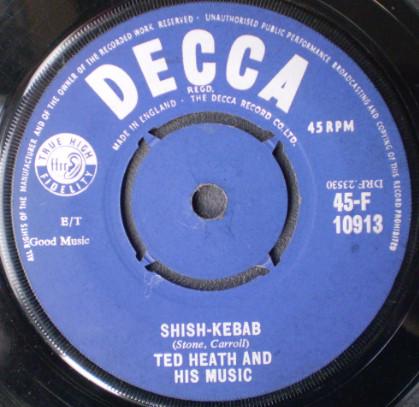 ALL RIGHTS OF THE MANUFACTURER AND OF THE OWNER OF THE RECORDED WORK RESERVED · UNAUTHORISED PUBLIC PERFORMANCE BROADCASTING AND COPYING OF THIS RECORD PROHIBITED
DECCA
REGD.
MADE IN ENGLAND · THE DECCA RECORD CO. LTD.
45 RPM
TRUE HIGH
FIDELITY
DRF. 23530
45-F
10913
E/T
Good Music
SHISH-KEBAB
(Stone, Carroll)
TED HEATH AND
HIS MUSIC